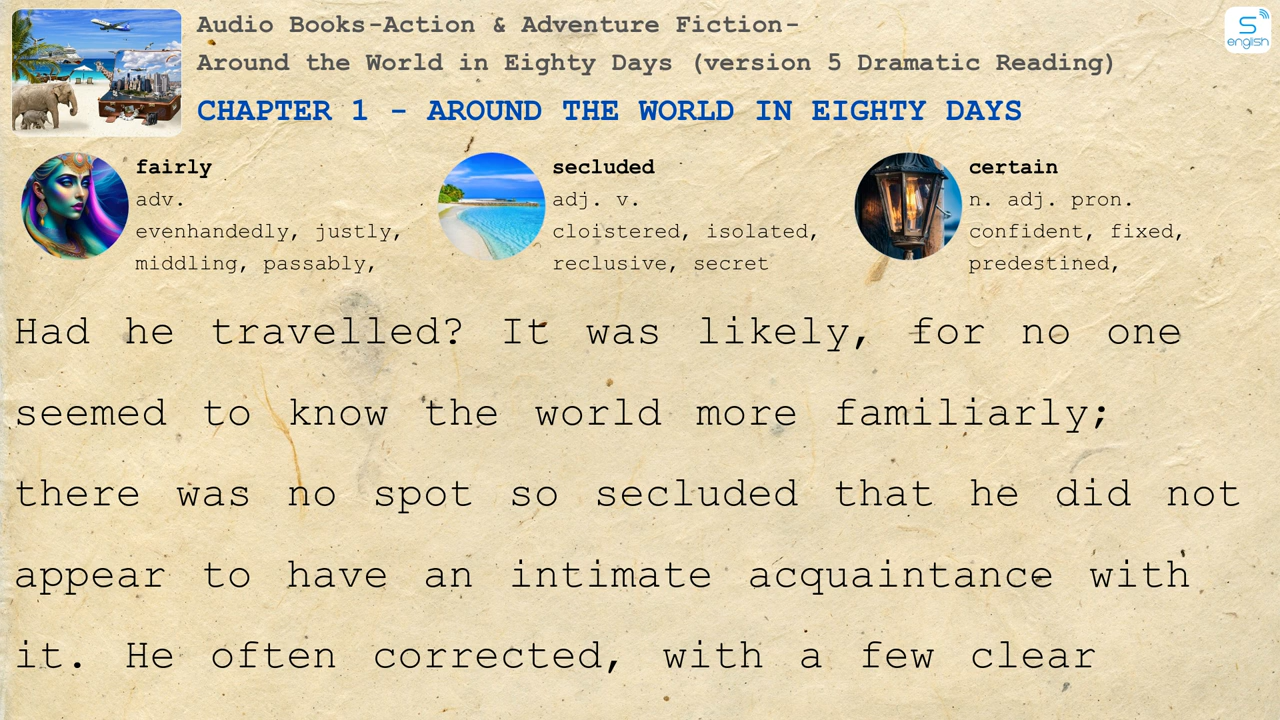 Audio Books-Action & Adventure Fiction-
Around the World in Eighty Days (version 5 Dramatic Reading)
CHAPTER 1 - AROUND THE WORLD IN EIGHTY DAYS
S
english
fairly
adv.
evenhandedly, justly,
middling, passably,
secluded
adj. v.
cloistered, isolated,
reclusive, secret
certain
n. adj. pron.
confident, fixed,
predestined,
Had he travelled? It was likely, for no one
seemed to know the world more familiarly;
there was no spot so secluded that he did not
appear to have an intimate acquaintance with
it. He often corrected, with a few clear